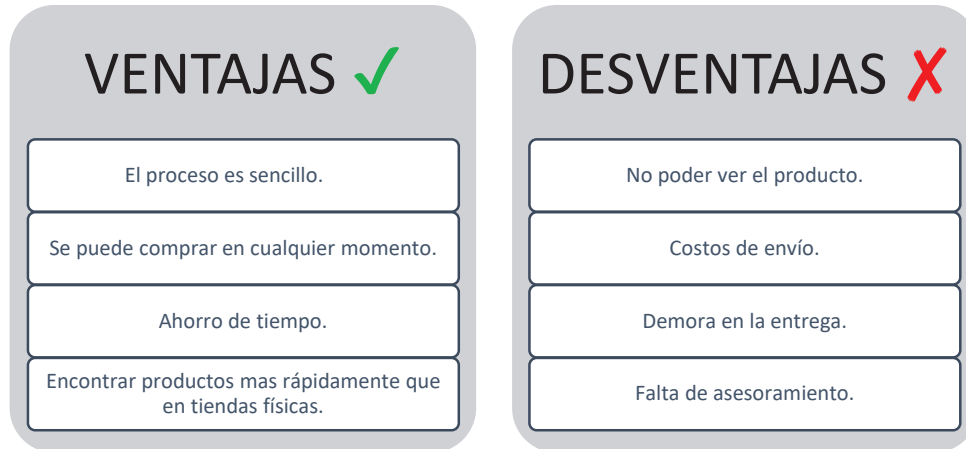 VENTAJAS ✓
El proceso es sencillo.
Se puede comprar en cualquier momento.
Ahorro de tiempo.
Encontrar productos mas rápidamente que
en tiendas físicas.
DESVENTAJAS ✗
No poder ver el producto.
Costos de envío.
Demora en la entrega.
Falta de asesoramiento.